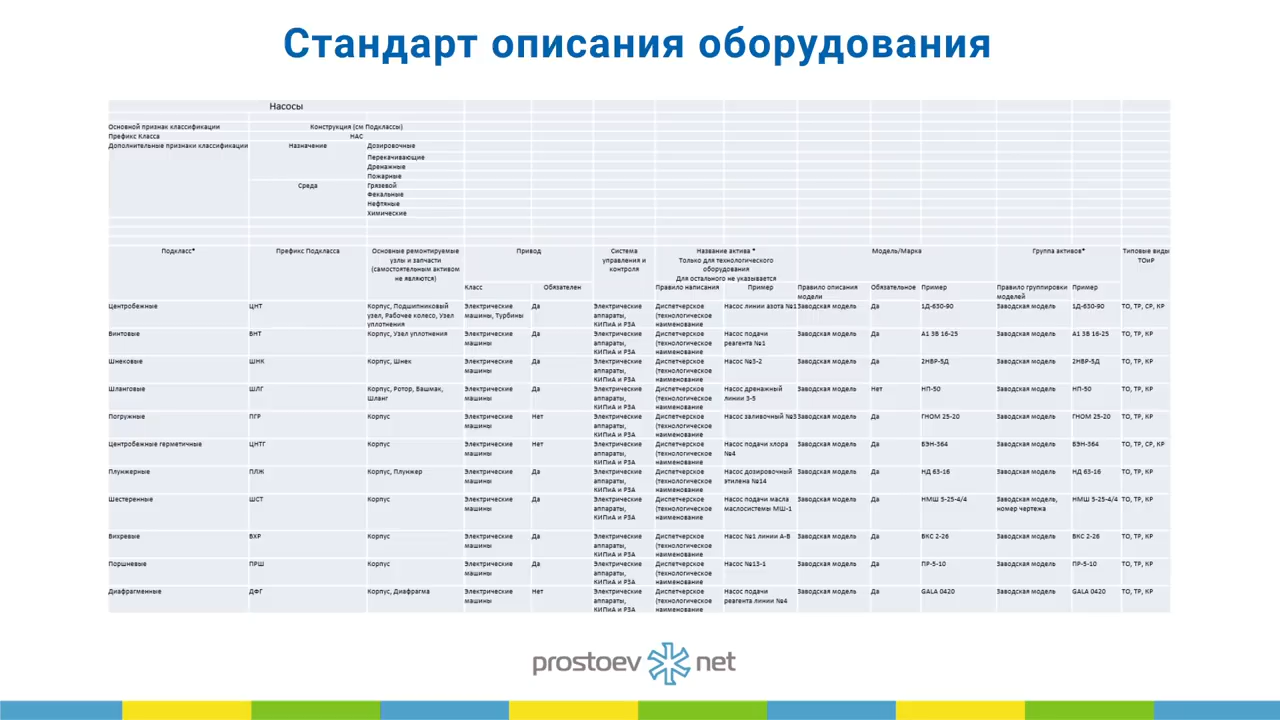 Стандарт описания оборудования
Насосы
Основной признак классификации Конструкция (см Подклассы)
Префикс Класса НАС
Дополнительные признаки классификации Назначение Дозировочные
Перекачивающие
Дренажные
Пожарные
Среда Грязевой
Фекальные
Нефтяные
Химические
Подкласс* Префикс Подкласса Основные ремонтируемые узлы и запчасти (самостоятельным активом не являются) Привод Система управления и контроля Название актива * Только для технологического оборудования Для остального не указывается Модель/Марка Группа активов* Типовые виды ТОиР
Класс Обязателен Правило написания Пример Правило описания модели Обязательное Пример Правило группировки моделей Пример
Центробежные ЦНТ Корпус, Подшипниковый узел, Рабочее колесо, Узел уплотнения Электрические машины, Турбины Да Электрические аппараты, КИПиА и РЗА Диспетчерское (технологическое наименование Насос линии азота №1 Заводская модель Да 1Д-630-90 Заводская модель 1Д-630-90 ТО, ТР, СР, КР
Винтовые ВНТ Корпус, Узел уплотнения Электрические машины Да Электрические аппараты, КИПиА и РЗА Диспетчерское (технологическое наименование Насос подачи реагента №1 Заводская модель Да А1 3В 16-25 Заводская модель А1 3В 16-25 ТО, ТР, КР
Шнековые ШНК Корпус, Шнек Электрические машины Да Электрические аппараты, КИПиА и РЗА Диспетчерское (технологическое наименование Насос №3-2 Заводская модель Да 2НВР-5Д Заводская модель 2НВР-5Д ТО, ТР, КР
Шланговые ШЛГ Корпус, Ротор, Башмак, Шланг Электрические машины Да Электрические аппараты, КИПиА и РЗА Диспетчерское (технологическое наименование Насос дренажный линии 3-5 Заводская модель Нет НП-50 Заводская модель НП-50 ТО, ТР, КР
Погружные ПГР Корпус Электрические машины Нет Электрические аппараты, КИПиА и РЗА Диспетчерское (технологическое наименование Насос заливочный №3 Заводская модель Да ГНОМ 25-20 Заводская модель ГНОМ 25-20 ТО, ТР, КР
Центробежные герметичные ЦНТГ Корпус Электрические машины Нет Электрические аппараты, КИПиА и РЗА Диспетчерское (технологическое наименование Насос подачи хлора №4 Заводская модель Да БЭН-364 Заводская модель БЭН-364 ТО, ТР, СР, КР
Плунжерные ПЛЖ Корпус, Плунжер Электрические машины Да Электрические аппараты, КИПиА и РЗА Диспетчерское (технологическое наименование Насос дозировочный этилена №14 Заводская модель Да НД 63-16 Заводская модель НД 63-16 ТО, ТР, КР
Шестеренные ШСТ Корпус Электрические машины Да Электрические аппараты, КИПиА и РЗА Диспетчерское (технологическое наименование Насос подачи масла маслосистемы МШ-1 Заводская модель Да НМШ 5-25-4/4 Заводская модель, номер чертежа НМШ 5-25-4/4 ТО, ТР, КР
Вихревые ВХР Корпус Электрические машины Да Электрические аппараты, КИПиА и РЗА Диспетчерское (технологическое наименование Насос №1 линии А-В Заводская модель Да ВКС 2-26 Заводская модель ВКС 2-26 ТО, ТР, КР
Поршневые ПРШ Корпус Электрические машины Да Электрические аппараты, КИПиА и РЗА Диспетчерское (технологическое наименование Насос №13-1 Заводская модель Да ПР-5-10 Заводская модель ПР-5-10 ТО, ТР, КР
Диафрагменные ДФГ Корпус, Диафрагма Электрические машины Нет Электрические аппараты, КИПиА и РЗА Диспетчерское (технологическое наименование Насос подачи реагента линии №4 Заводская модель Да GALA 0420 Заводская модель GALA 0420 ТО, ТР, КР
prostoev net